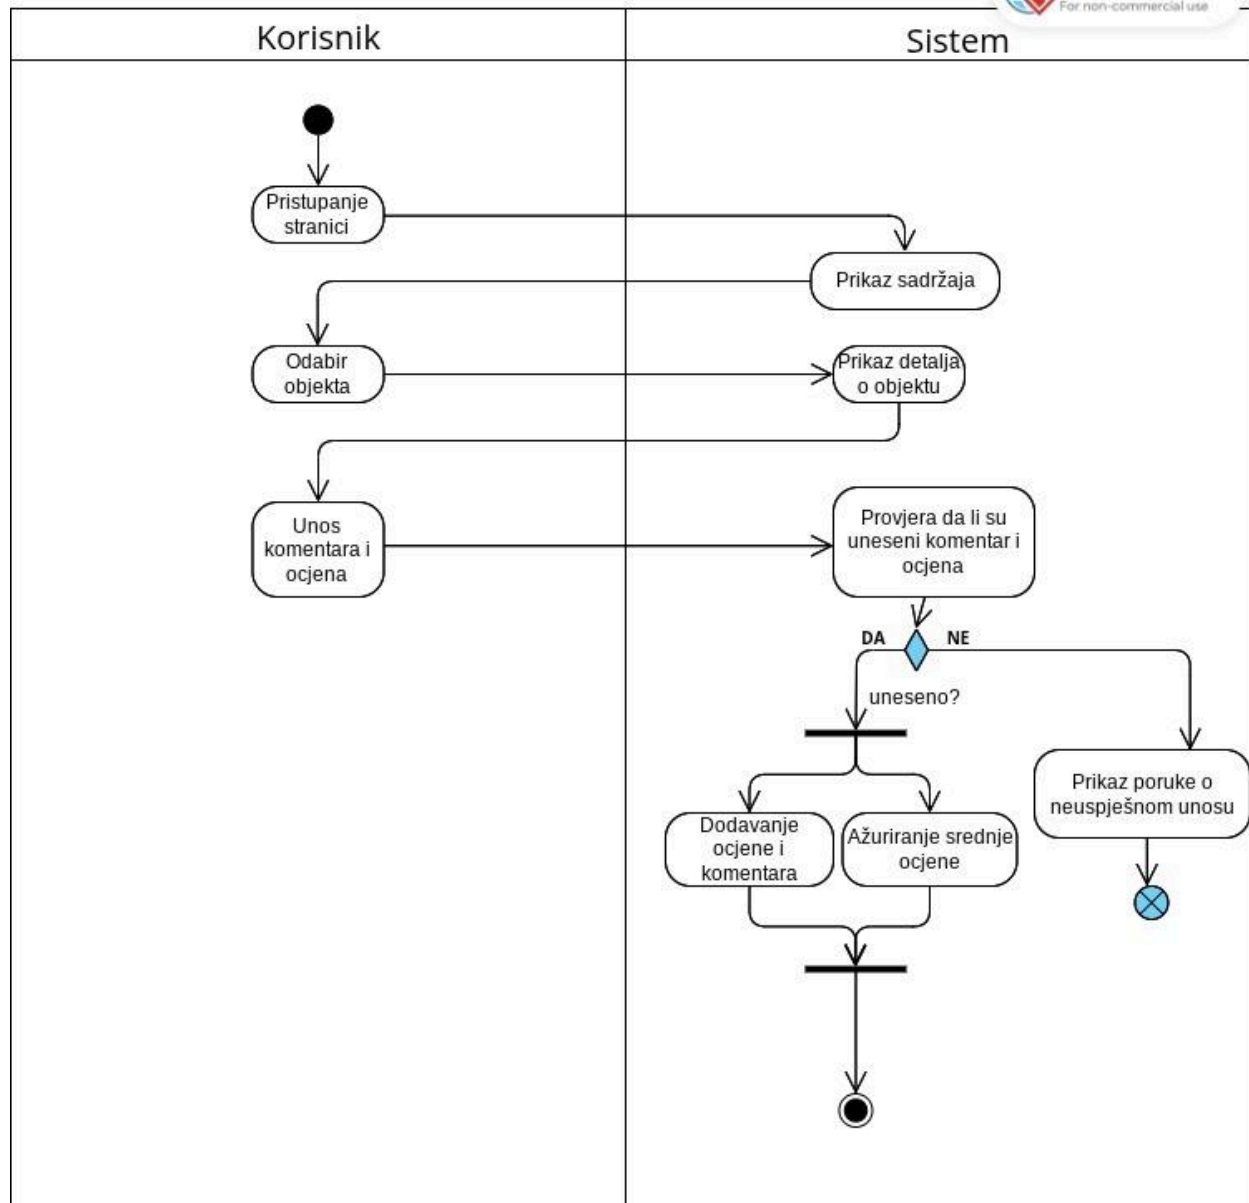 For non-commercial use
Korisnik
Sistem
Pristupanje
stranici
Prikaz sadržaja
Odabir
objekta
Prikaz detalja
o objektu
Unos
komentara i
ocjena
Provjera da li su
uneseni komentar i
ocjena
DA
NE
uneseno?
Dodavanje
ocjene i
komentara
Ažuriranje srednje
ocjene
Prikaz poruke o
neuspješnom unosu